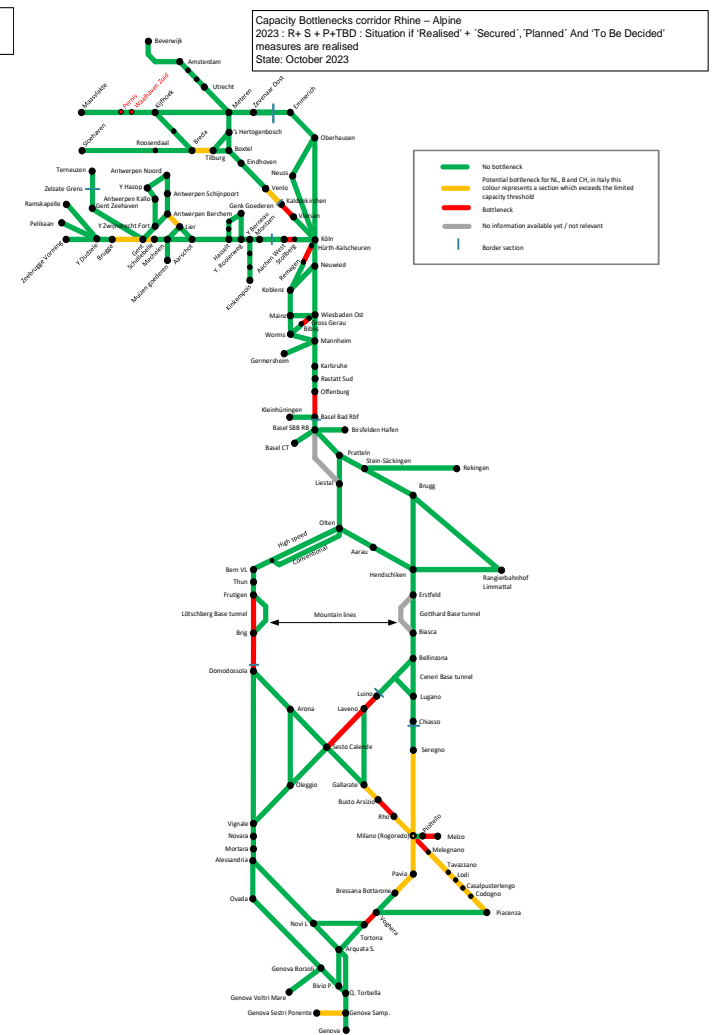 Capacity Bottlenecks corridor Rhine – Alpine
2023 : R+ S + P+TBD : Situation if ‘Realised’ + ´Secured´,´Planned´ And ‘To Be Decided’
measures are realised
State: October 2023
Beverwijk
Amsterdam
Utrecht
Maasvlakte
Pernis
Waalhaven Zuid
Kijfhoek
Meteren
Zevenaar Oost
Emmerich
Sloehaven
Roosendaal
Breda
Tilburg
's Hertogenbosch
Boxtel
Oberhausen
Eindhoven
Neuss
Venlo
Kaldenkirchen
Viersen
Terneuzen
Zelzate Grens
Gent Zeehaven
Ramskapelle
Pelikaan
Zeebrugge Vorming
Y Dudzele
Brugge
Gent
Schellebelle
Mechelen
Muizen goederen
Aarschot
Antwerpen Noord
Y Hazop
Antwerpen Kallo
Antwerpen Schijnpoort
Antwerpen Berchem
Y Zwijndrecht Fort
Lier
Genk Goederen
Hasselt
Y. Rooierweg
Y Berneau
Montzen
Kinkempois
Aachen West
Stolberg
Köln
Hürth-Kalscheuren
Remagen
Neuwied
Koblenz
Mainz
Wiesbaden Ost
Gross Gerau
Biblis
Worms
Mannheim
Germersheim
Karlsruhe
Rastatt Sud
Offenburg
Kleinhüningen
Basel Bad Rbf
Basel SBB RB
Birsfelden Hafen
Basel CT
Pratteln
Stein-Säckingen
Rekingen
Liestal
Brugg
Olten
High speed
Conventional
Aarau
Bern VL
Hendschiken
Rangierbahnhof
Limmattal
Thun
Frutigen
Erstfeld
Lötschberg Base tunnel
Mountain lines
Gotthard Base tunnel
Brig
Biasca
Domodossola
Bellinzona
Ceneri Base tunnel
Luino
Lugano
Arona
Laveno
Chiasso
Sesto Calende
Seregno
Oleggio
Gallarate
Busto Arsizio
Rho
Vignale
Novara
Mortara
Alessandria
Milano (Rogoredo)
Pioltello
Melzo
Melegnano
Tavazzano
Lodi
Casalpusterlengo
Codogno
Pavia
Bressana Bottarone
Ovada
Piacenza
Voghera
Novi L
Tortona
Arquata S.
Genova Borzoli
Bivio P.
Q. Torbella
Genova Voltri Mare
Genova Sestri Ponente
Genova Samp.
Genova
No bottleneck
Potential bottleneck for NL, B and CH, in Italy this
colour represents a section which exceeds the limited
capacity threshold
Bottleneck
No information available yet / not relevant
Border section